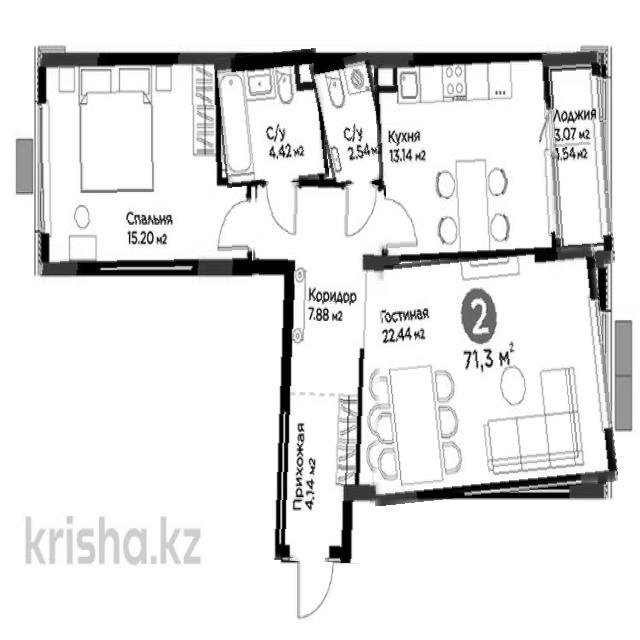 С/у
4.42 м2
С/у
2.54 м2
Кухня
13.14 м2
Лоджия
3.07 м2
1.54 м2
Спальня
15.20 м2
Коридор
7.88 м2
Гостиная
22.44 м2
2
71,3 м2
Прихожая
4.14 м2
krisha.kz